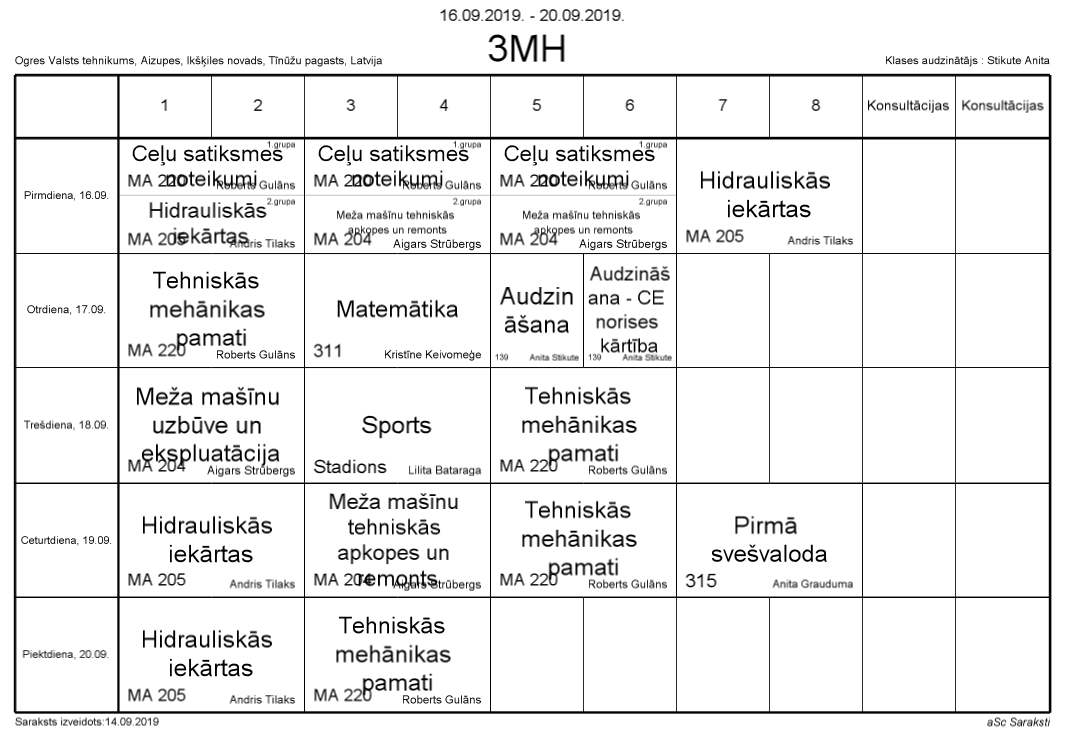 16.09.2019. - 20.09.2019.
3MH
Ogres Valsts tehnikums, Aizupes, Ikšķiles novads, Tīnūžu pagasts, Latvija
Klases audzinātājs : Stikute Anita
1 2 3 4 5 6 7 8 Konsultācijas Konsultācijas
Pirmdiena, 16.09.
1.grupa
Ceļu satiksmes
noteikumi
MA 220 Roberts Gulāns
2.grupa
Hidrauliskās
iekārtas
MA 205 Andris Tilaks
1.grupa
Ceļu satiksmes
noteikumi
MA 220 Roberts Gulāns
2.grupa
Meža mašīnu tehniskās
apkopes un remonts
MA 204 Aigars Strūbergs
1.grupa
Ceļu satiksmes
noteikumi
MA 220 Roberts Gulāns
2.grupa
Meža mašīnu tehniskās
apkopes un remonts
MA 204 Aigars Strūbergs
Hidrauliskās
iekārtas
MA 205 Andris Tilaks
Otrdiena, 17.09.
Tehniskās
mehānikas
pamati
MA 220 Roberts Gulāns
Matemātika
311 Kristīne Keivomeģe
Audzin
āšana
139 Anita Stikute
Audzināš
ana - CE
norises
kārtība
139 Anita Stikute
Trešdiena, 18.09.
Meža mašīnu
uzbūve un
ekspluatācija
MA 204 Aigars Strūbergs
Sports
Stadions Lilita Bataraga
Tehniskās
mehānikas
pamati
MA 220 Roberts Gulāns
Ceturtdiena, 19.09.
Hidrauliskās
iekārtas
MA 205 Andris Tilaks
Meža mašīnu
tehniskās
apkopes un
remonts
MA 204 Aigars Strūbergs
Tehniskās
mehānikas
pamati
MA 220 Roberts Gulāns
Pirmā
svešvaloda
315 Anita Grauduma
Piektdiena, 20.09.
Hidrauliskās
iekārtas
MA 205 Andris Tilaks
Tehniskās
mehānikas
pamati
MA 220 Roberts Gulāns
Saraksts izveidots:14.09.2019
aSc Saraksti